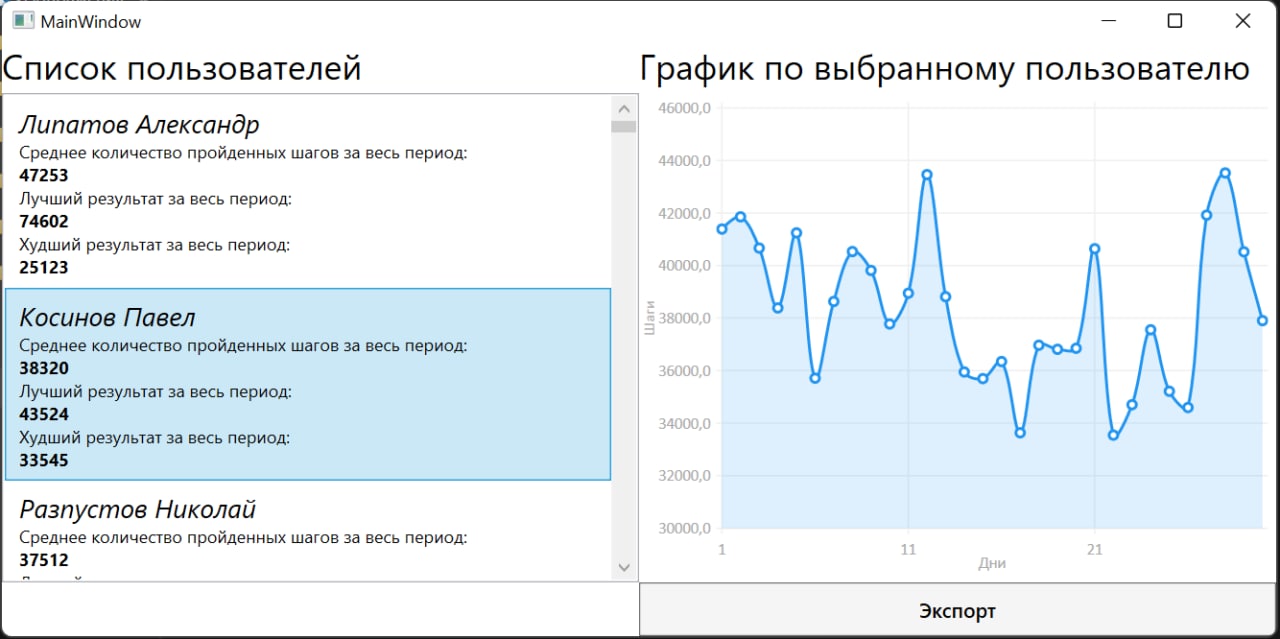 MainWindow
Список пользователей
Липатов Александр
Среднее количество пройденных шагов за весь период:
47253
Лучший результат за весь период:
74602
Худший результат за весь период:
25123
Косинов Павел
Среднее количество пройденных шагов за весь период:
38320
Лучший результат за весь период:
43524
Худший результат за весь период:
33545
Разпустов Николай
Среднее количество пройденных шагов за весь период:
37512
График по выбранному пользователю
46000,0
44000,0
42000,0
40000,0
38000,0
36000,0
34000,0
32000,0
30000,0
Шаги
1 11 21
Дни
Экспорт